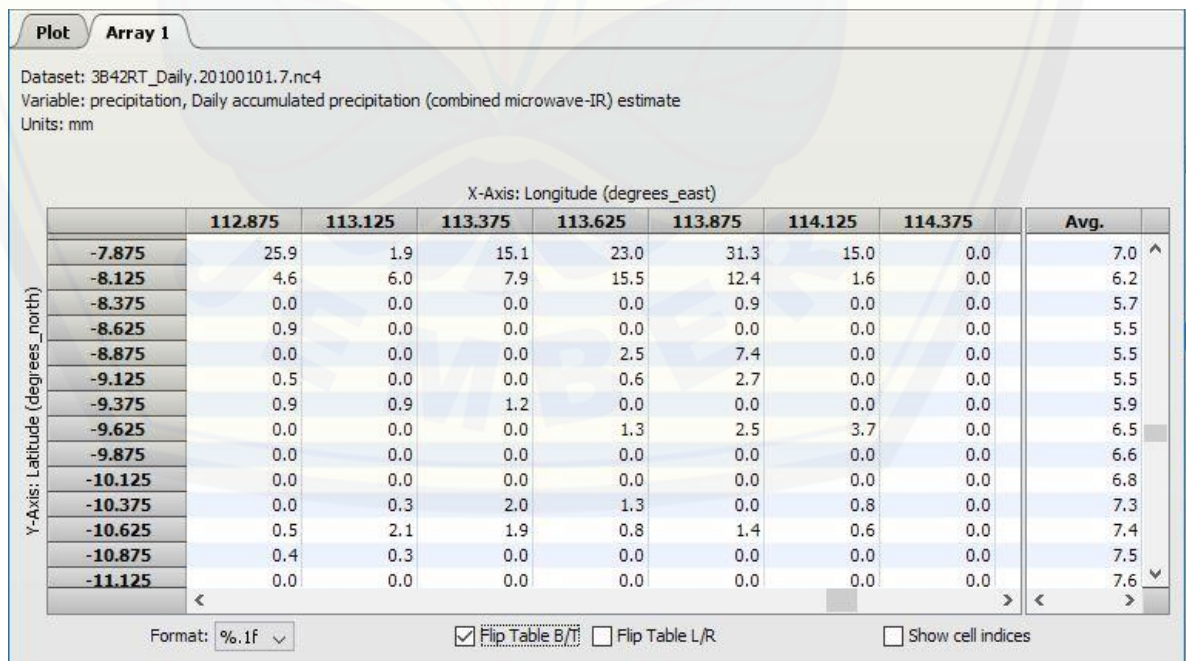 Plot Array 1
Dataset: 3B42RT_Daily.20100101.7.nc4
Variable: precipitation, Daily accumulated precipitation (combined microwave-IR) estimate
Units: mm
X-Axis: Longitude (degrees_east)
112.875 113.125 113.375 113.625 113.875 114.125 114.375 Avg.
-7.875 25.9 1.9 15.1 23.0 31.3 15.0 0.0 7.0
-8.125 4.6 6.0 7.9 15.5 12.4 1.6 0.0 6.2
-8.375 0.0 0.0 0.0 0.0 0.9 0.0 0.0 5.7
-8.625 0.9 0.0 0.0 0.0 0.0 0.0 0.0 5.5
-8.875 0.0 0.0 0.0 2.5 7.4 0.0 0.0 5.5
-9.125 0.5 0.0 0.0 0.6 2.7 0.0 0.0 5.5
-9.375 0.9 0.9 1.2 0.0 0.0 0.0 0.0 5.9
-9.625 0.0 0.0 0.0 1.3 2.5 3.7 0.0 6.5
-9.875 0.0 0.0 0.0 0.0 0.0 0.0 0.0 6.6
-10.125 0.0 0.0 0.0 0.0 0.0 0.0 0.0 6.8
-10.375 0.0 0.3 2.0 1.3 0.0 0.8 0.0 7.3
-10.625 0.5 2.1 1.9 0.8 1.4 0.6 0.0 7.4
-10.875 0.4 0.3 0.0 0.0 0.0 0.0 0.0 7.5
-11.125 0.0 0.0 0.0 0.0 0.0 0.0 0.0 7.6
Y-Axis: Latitude (degrees_north)
Format: %.1f Flip Table B/T Flip Table L/R Show cell indices
JEMBER